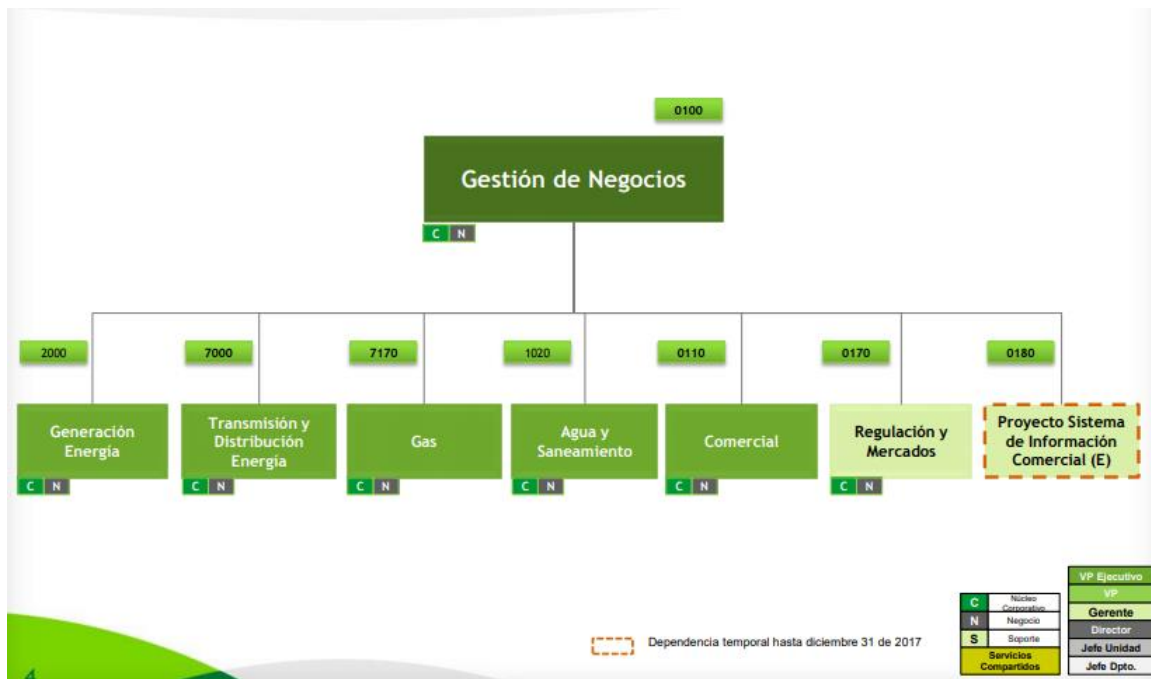 0100
Gestión de Negocios
C N
2000
7000
7170
1020
0110
0170
0180
Generación
Energía
C N
Transmisión y
Distribución
Energía
C N
Gas
C N
Agua y
Saneamiento
C N
Comercial
C N
Regulación y
Mercados
C N
Proyecto Sistema
de Información
Comercial (E)
Dependencia temporal hasta diciembre 31 de 2017
C Núcleo
Corporativo
N Negocio
S Soporte
Servicios
Compartidos
VP Ejecutivo
VP
Gerente
Director
Jefe Unidad
Jefe Dpto.
4